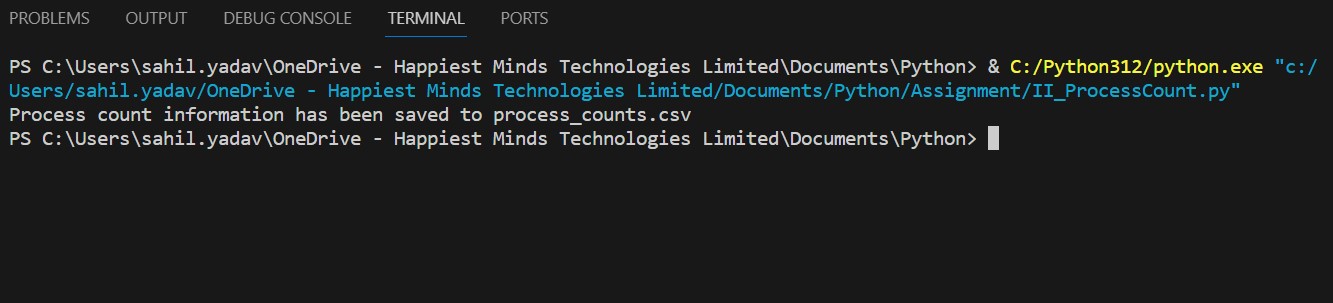 PROBLEMS OUTPUT DEBUG CONSOLE TERMINAL PORTS
PS C:\Users\sahil.yadav\OneDrive - Happiest Minds Technologies Limited\Documents\Python> & C:/Python312/python.exe "c:/
Users/sahil.yadav/OneDrive - Happiest Minds Technologies Limited/Documents/Python/Assignment/II_ProcessCount.py"
Process count information has been saved to process_counts.csv
PS C:\Users\sahil.yadav\OneDrive - Happiest Minds Technologies Limited\Documents\Python>